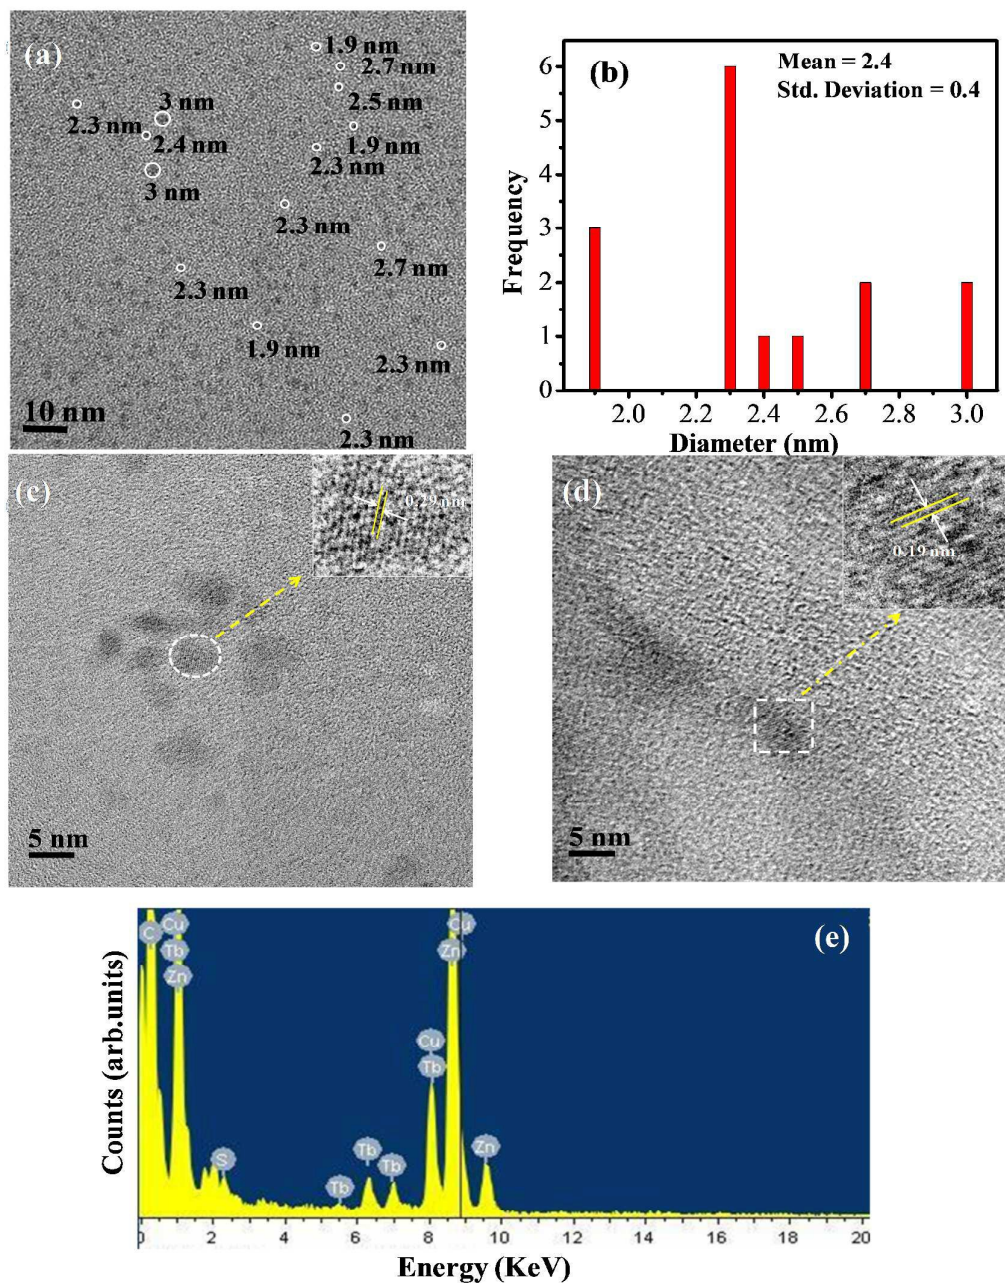 (a)
1.9 nm
2.7 nm
3 nm
2.5 nm
2.3 nm
2.4 nm
1.9 nm
2.3 nm
3 nm
2.3 nm
2.7 nm
2.3 nm
1.9 nm
2.3 nm
10 nm
2.3 nm
(b)
Mean = 2.4
Std. Deviation = 0.4
Frequency
6
5
4
3
2
1
0
2.0 2.2 2.4 2.6 2.8 3.0
Diameter (nm)
(c)
0.29 nm
5 nm
(d)
0.19 nm
5 nm
(e)
C Cu Tb Zn
S
Tb Tb Tb
Cu Tb
Cu Zn
Zn
Counts (arb.units)
0 2 4 6 8 10 12 14 16 18 20
Energy (KeV)